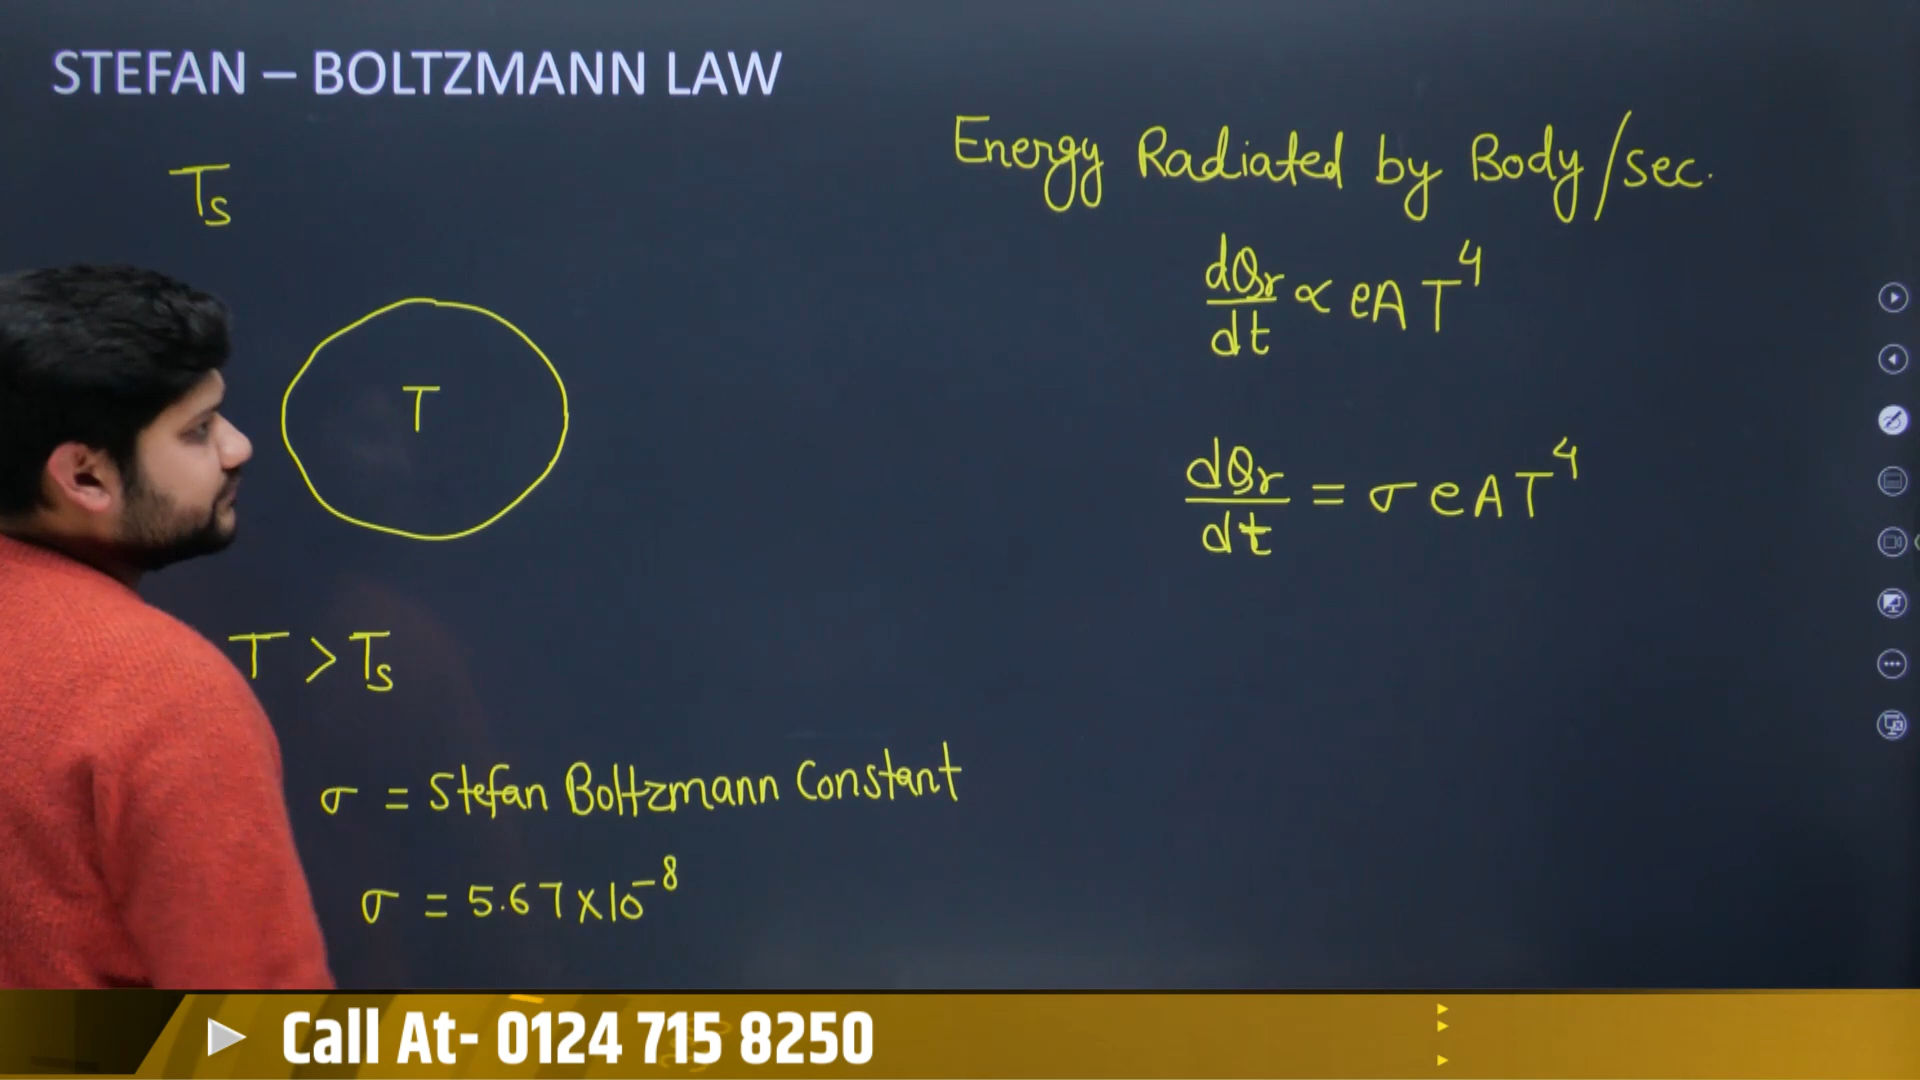 STEFAN – BOLTZMANN LAW
Energy Radiated by Body/sec.
Ts
dQr/dt ∝ eAT⁴
T
dQr/dt = σeAT⁴
T > Ts
σ = Stefan Boltzmann Constant
σ = 5.67×10⁻⁸
Call At- 0124 715 8250